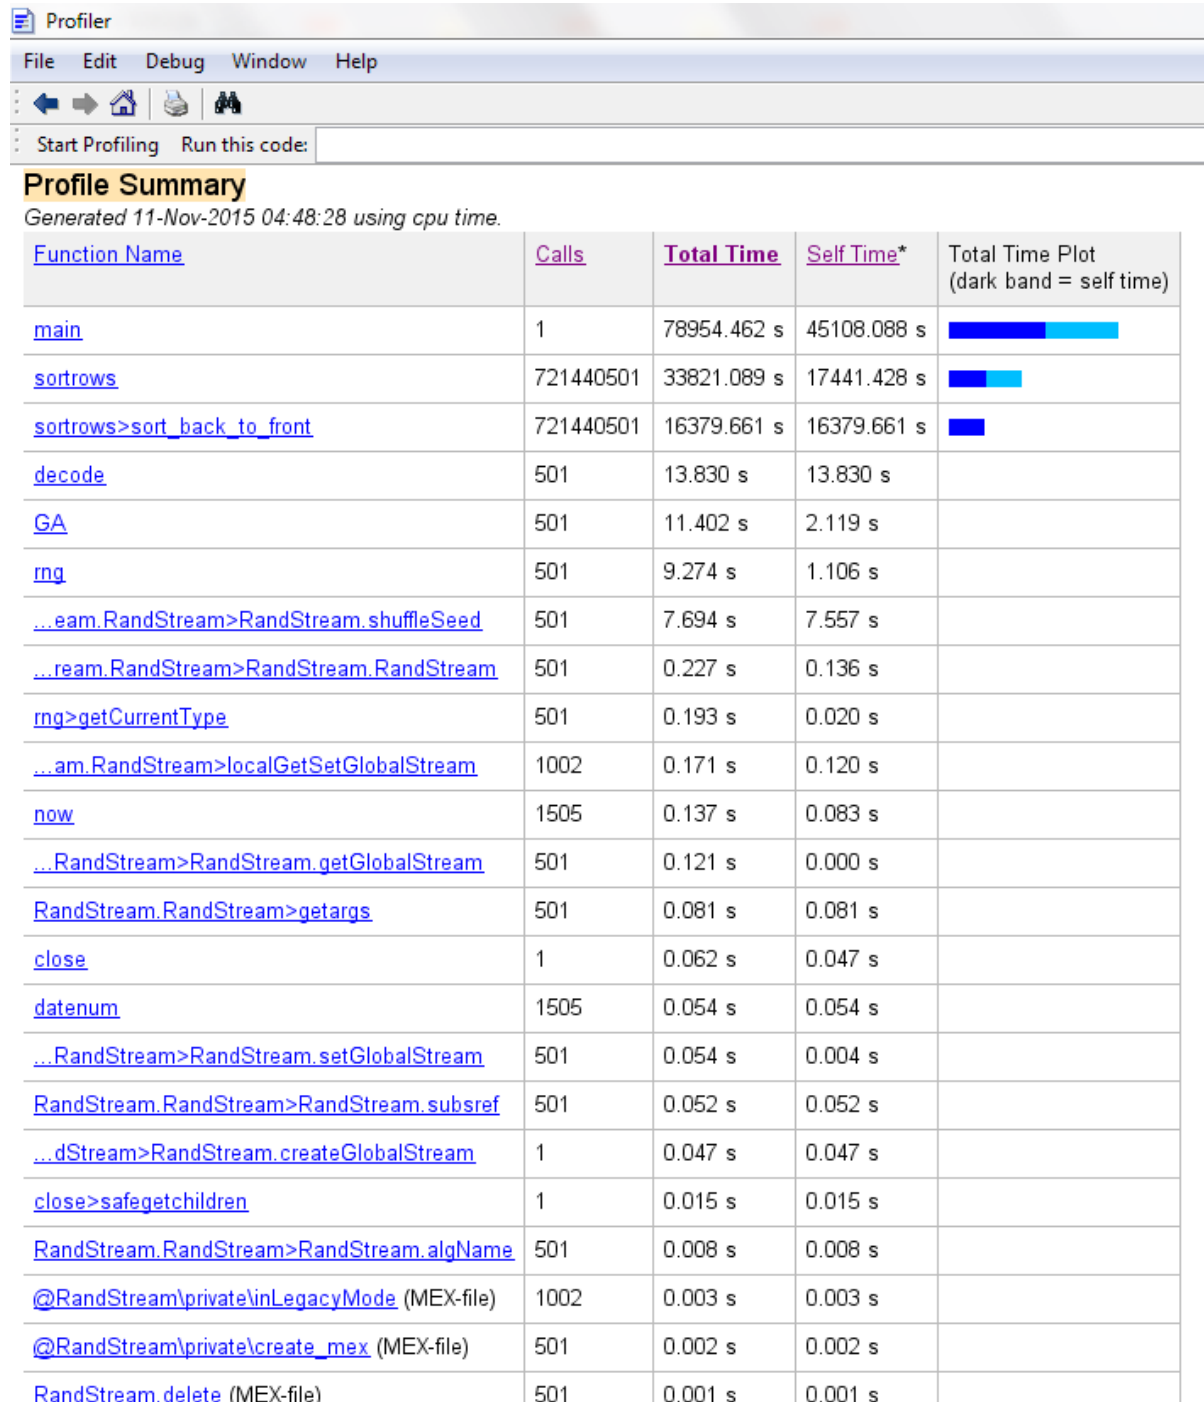 Profiler
File Edit Debug Window Help
Start Profiling Run this code:
Profile Summary
Generated 11-Nov-2015 04:48:28 using cpu time.
Function Name Calls Total Time Self Time* Total Time Plot
(dark band = self time)
main 1 78954.462 s 45108.088 s
sortrows 721440501 33821.089 s 17441.428 s
sortrows>sort_back_to_front 721440501 16379.661 s 16379.661 s
decode 501 13.830 s 13.830 s
GA 501 11.402 s 2.119 s
rng 501 9.274 s 1.106 s
...eam.RandStream>RandStream.shuffleSeed 501 7.694 s 7.557 s
...ream.RandStream>RandStream.RandStream 501 0.227 s 0.136 s
rng>getCurrentType 501 0.193 s 0.020 s
...am.RandStream>localGetSetGlobalStream 1002 0.171 s 0.120 s
now 1505 0.137 s 0.083 s
...RandStream>RandStream.getGlobalStream 501 0.121 s 0.000 s
RandStream.RandStream>getargs 501 0.081 s 0.081 s
close 1 0.062 s 0.047 s
datenum 1505 0.054 s 0.054 s
...RandStream>RandStream.setGlobalStream 501 0.054 s 0.004 s
RandStream.RandStream>RandStream.subsref 501 0.052 s 0.052 s
...dStream>RandStream.createGlobalStream 1 0.047 s 0.047 s
close>safegetchildren 1 0.015 s 0.015 s
RandStream.RandStream>RandStream.algName 501 0.008 s 0.008 s
@RandStream\private\inLegacyMode (MEX-file) 1002 0.003 s 0.003 s
@RandStream\private\create_mex (MEX-file) 501 0.002 s 0.002 s
RandStream.delete (MEX-file) 501 0.001 s 0.001 s